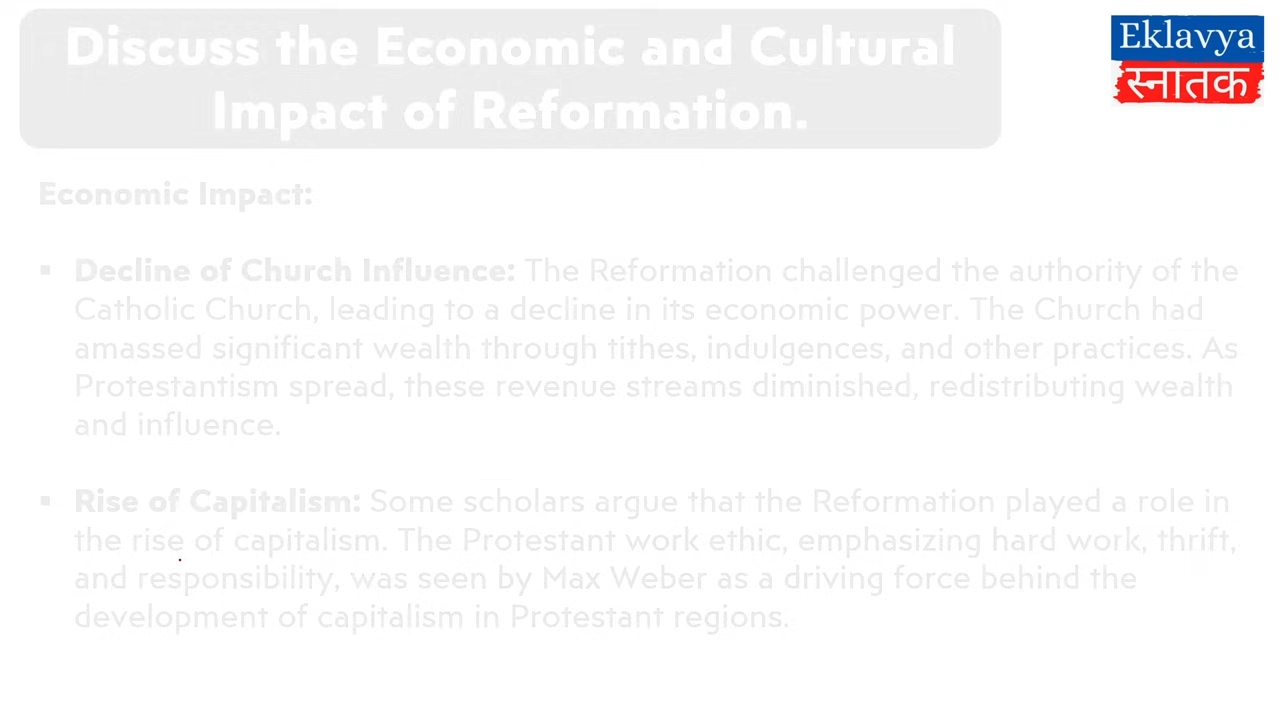 Discuss the Economic and Cultural
Impact of Reformation.
Eklavya
स्नातक
Economic Impact:
▪ Decline of Church Influence: The Reformation challenged the authority of the
Catholic Church, leading to a decline in its economic power. The Church had
amassed significant wealth through tithes, indulgences, and other practices. As
Protestantism spread, these revenue streams diminished, redistributing wealth
and influence.
▪ Rise of Capitalism: Some scholars argue that the Reformation played a role in
the rise of capitalism. The Protestant work ethic, emphasizing hard work, thrift,
and responsibility, was seen by Max Weber as a driving force behind the
development of capitalism in Protestant regions.